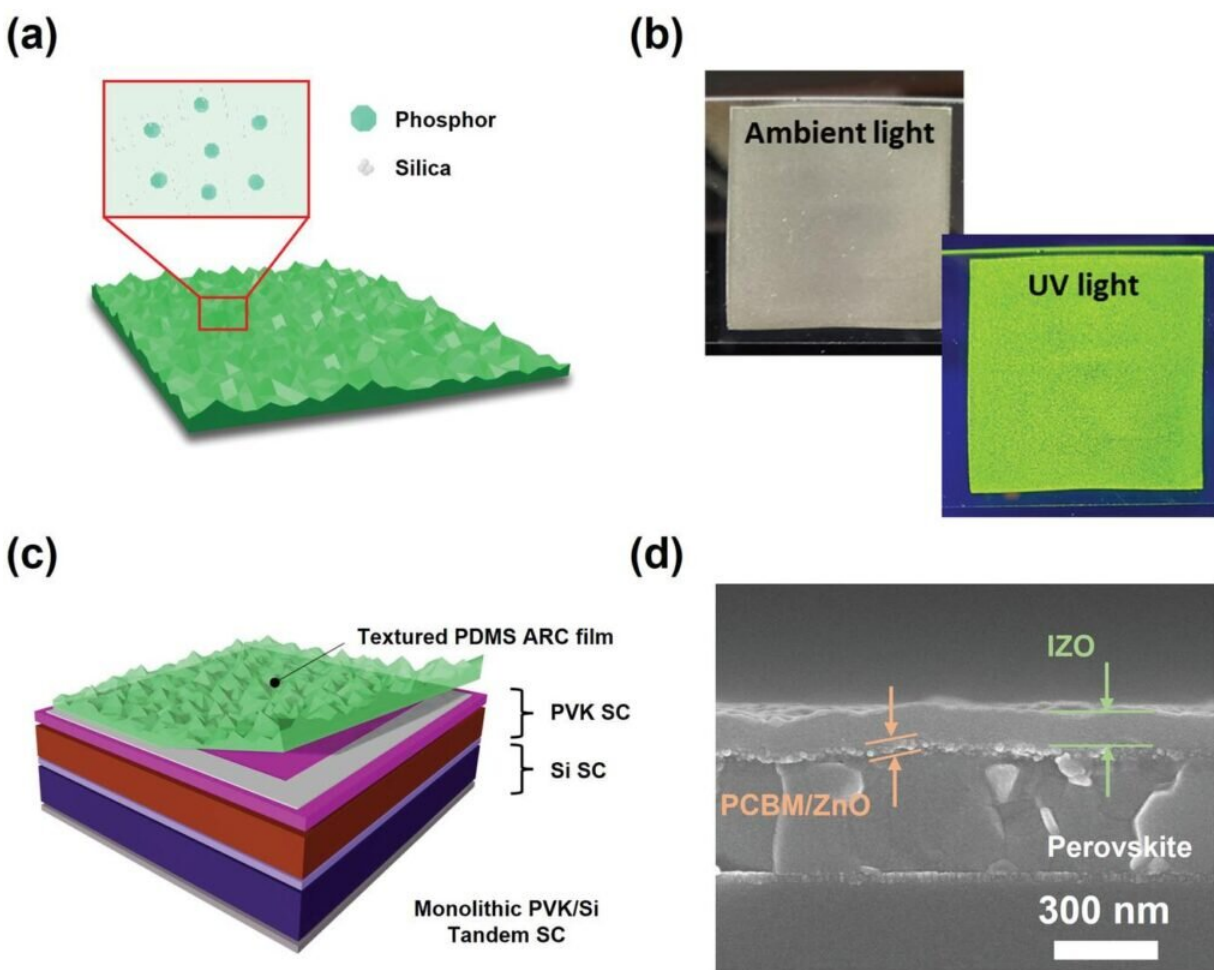 (a)
Phosphor
Silica
(b)
Ambient light
UV light
(c)
Textured PDMS ARC film
PVK SC
Si SC
Monolithic PVK/Si
Tandem SC
(d)
IZO
PCBM/ZnO
Perovskite
300 nm